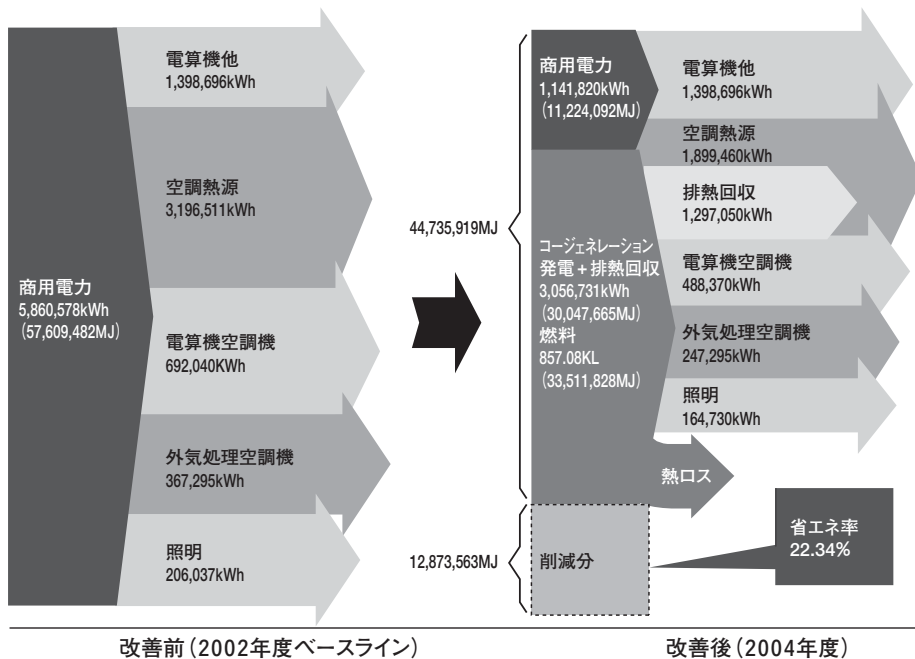 電算機他
1,398,696kWh
空調熱源
3,196,511kWh
商用電力
5,860,578kWh
(57,609,482MJ)
電算機空調機
692,040KWh
外気処理空調機
367,295kWh
照明
206,037kWh
44,735,919MJ
12,873,563MJ
商用電力
1,141,820kWh
(11,224,092MJ)
コージェネレーション
発電+排熱回収
3,056,731kWh
(30,047,665MJ)
燃料
857.08KL
(33,511,828MJ)
電算機他
1,398,696kWh
空調熱源
1,899,460kWh
排熱回収
1,297,050kWh
電算機空調機
488,370kWh
外気処理空調機
247,295kWh
照明
164,730kWh
熱ロス
削減分
省エネ率
22.34%
改善前(2002年度ベースライン)
改善後(2004年度)